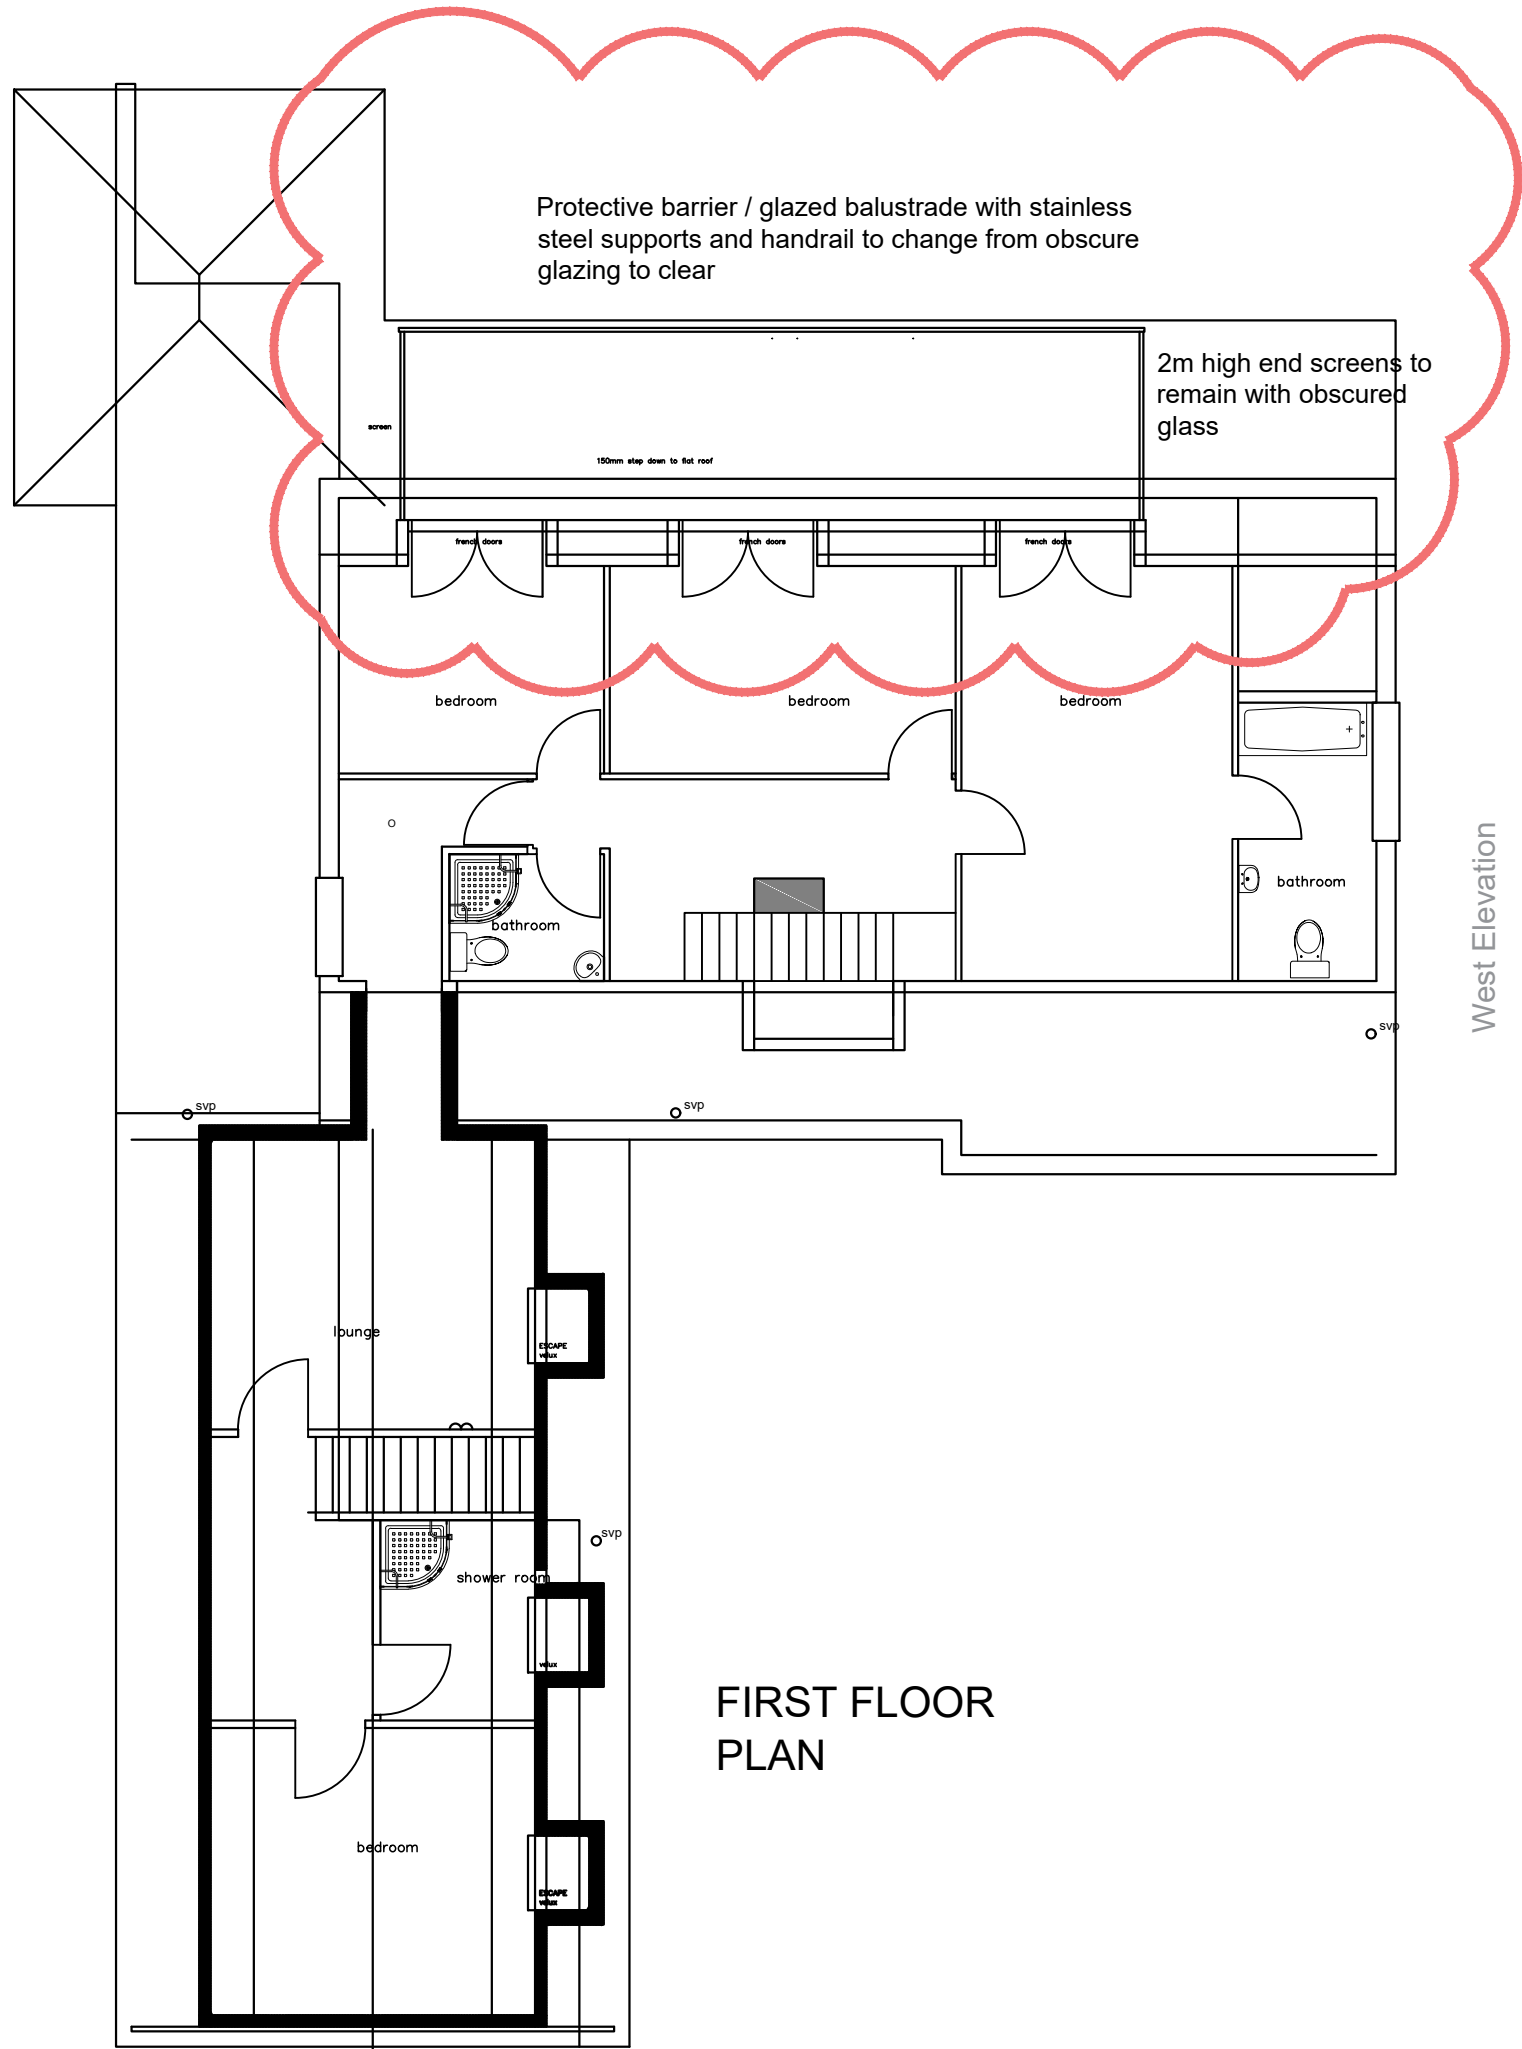 Protective barrier / glazed balustrade with stainless
steel supports and handrail to change from obscure
glazing to clear
2m high end screens to
remain with obscured
glass
screen
150mm step down to flat roof
french doors
french doors
french doors
bedroom
bedroom
bedroom
bathroom
bathroom
West Elevation
svp
svp
svp
lounge
ESCAPE
velux
svp
shower room
velux
FIRST FLOOR
PLAN
bedroom
ESCAPE
velux